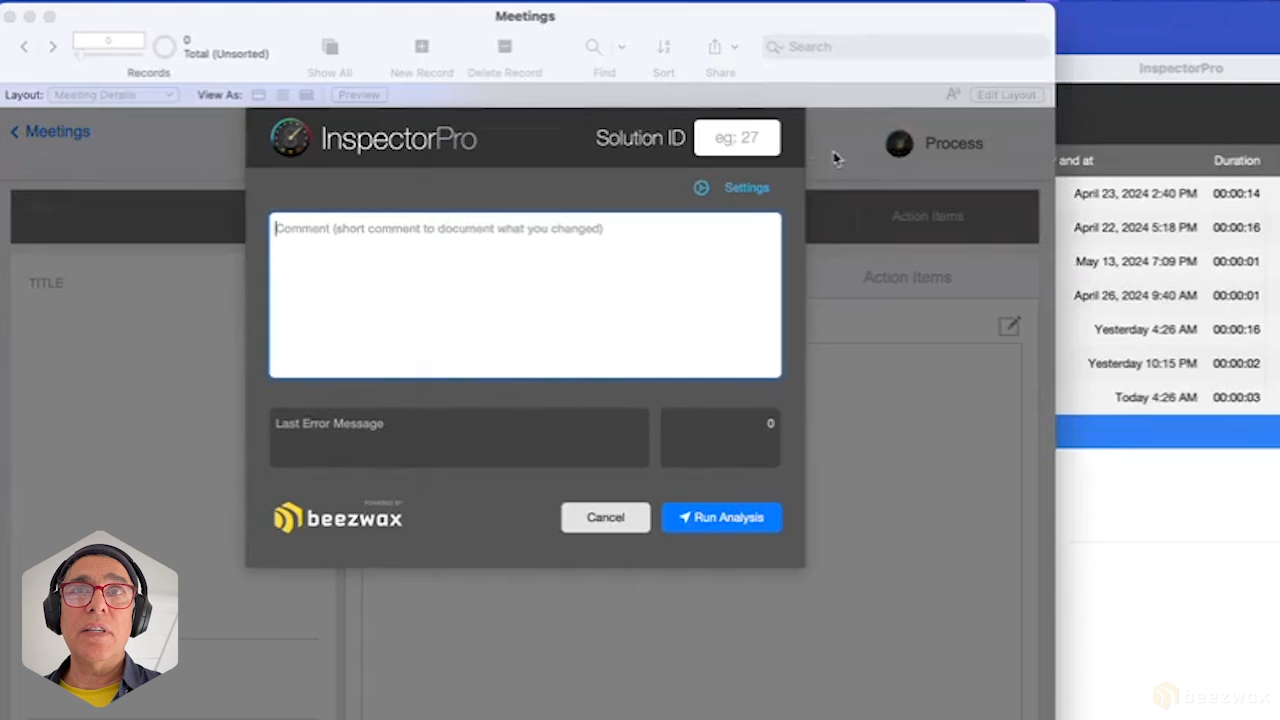 Meetings
0
0
Total (Unsorted)
Records
Show All
New Record
Delete Record
Find
Sort
Share
Search
InspectorPro
Layout:
Meeting Details
View As:
Preview
Edit Layout
Meetings
InspectorPro
Solution ID
eg: 27
Process
and at
Duration
Settings
April 23, 2024 2:40 PM 00:00:14
Action Items
Comment (short comment to document what you changed)
April 22, 2024 5:18 PM 00:00:16
May 13, 2024 7:09 PM 00:00:01
TITLE
Action Items
April 26, 2024 9:40 AM 00:00:01
Yesterday 4:26 AM 00:00:16
Yesterday 10:15 PM 00:00:02
Today 4:26 AM 00:00:03
Last Error Message
0
POWERED BY
beezwax
Cancel
Run Analysis
beezwax